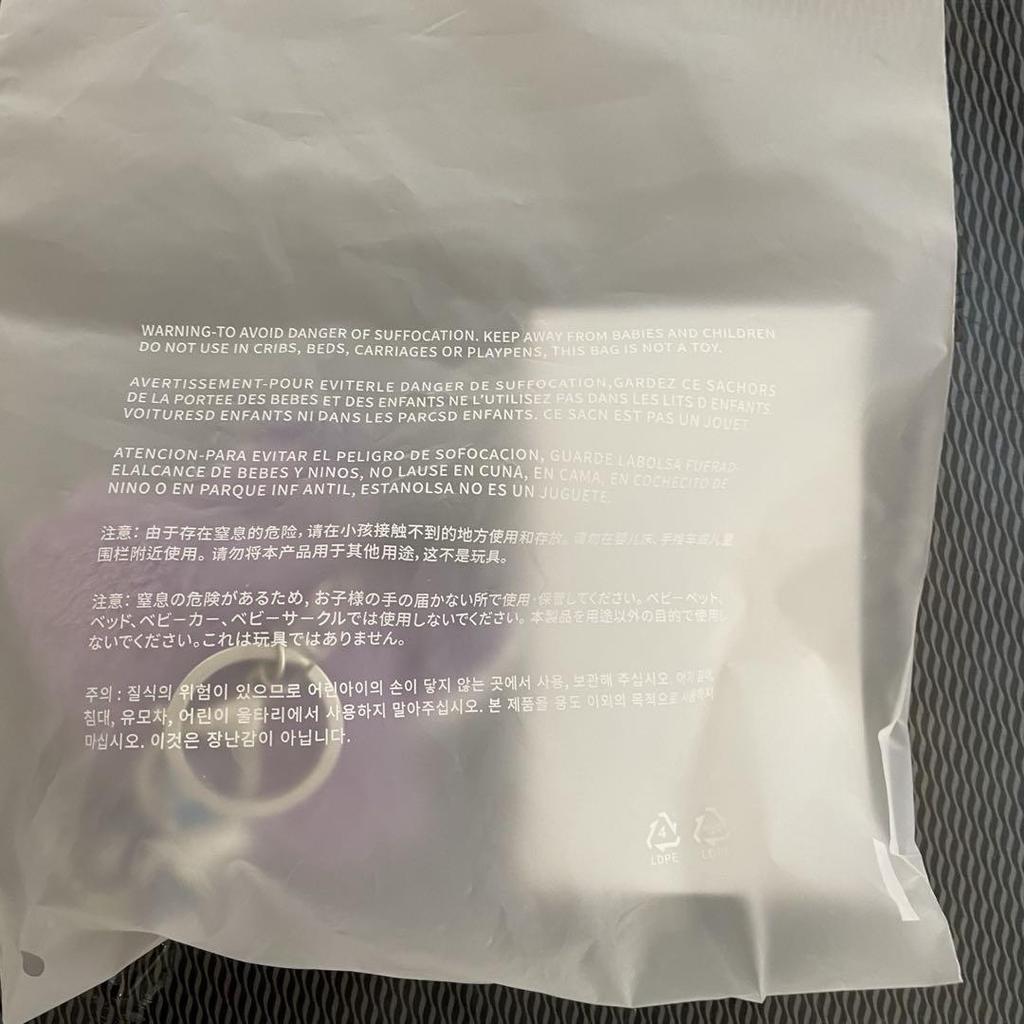 WARNING-TO AVOID DANGER OF SUFFOCATION. KEEP AWAY FROM BABIES AND CHILDREN
DO NOT USE IN CRIBS, BEDS, CARRIAGES OR PLAYPENS, THIS BAG IS NOT A TOY.
AVERTISSEMENT-POUR EVITERLE DANGER DE SUFFOCATION,GARDEZ CE SACHORS
DE LA PORTEE DES BEBES ET DES ENFANTS NE L'UTILISEZ PAS DANS LES LITS D ENFANTS.
VOITURESD ENFANTS NI DANS LES PARCSD ENFANTS. CE SACN EST PAS UN JOUET
ATENCION-PARA EVITAR EL PELIGRO DE SOFOCACION, GUARDE LABOLSA FUERAD-
ELALCANCE DE BEBES Y NINOS, NO LAUSE EN CUNA, EN CAMA, EN COCHECITO DE
NINO O EN PARQUE INF ANTIL, ESTANOLSA NO ES UN JUGUETE.
注意：由于存在窒息的危险，请在小孩接触不到的地方使用和存放。请勿在婴儿床、手推车或儿童
围栏附近使用。请勿将本产品用于其他用途，这不是玩具。
注意：窒息の危険があるため，お子様の手の届かない所で使用·保管してください。ベビーベット、
ベッド、ベビーカー、ベビーサークルでは使用しないでください。本製品を用途以外の目的で使用し
ないでください。これは玩具ではありません。
주의 : 질식의 위험이 있으므로 어린아이의 손이 닿지 않는 곳에서 사용, 보관해 주십시오. 아기
침대, 유모차, 어린이 울타리에서 사용하지 말아주십시오. 본 제품을 용도 이외의 목적으로 사용하지
마십시오. 이것은 장난감이 아닙니다.
4
LDPE LDPE